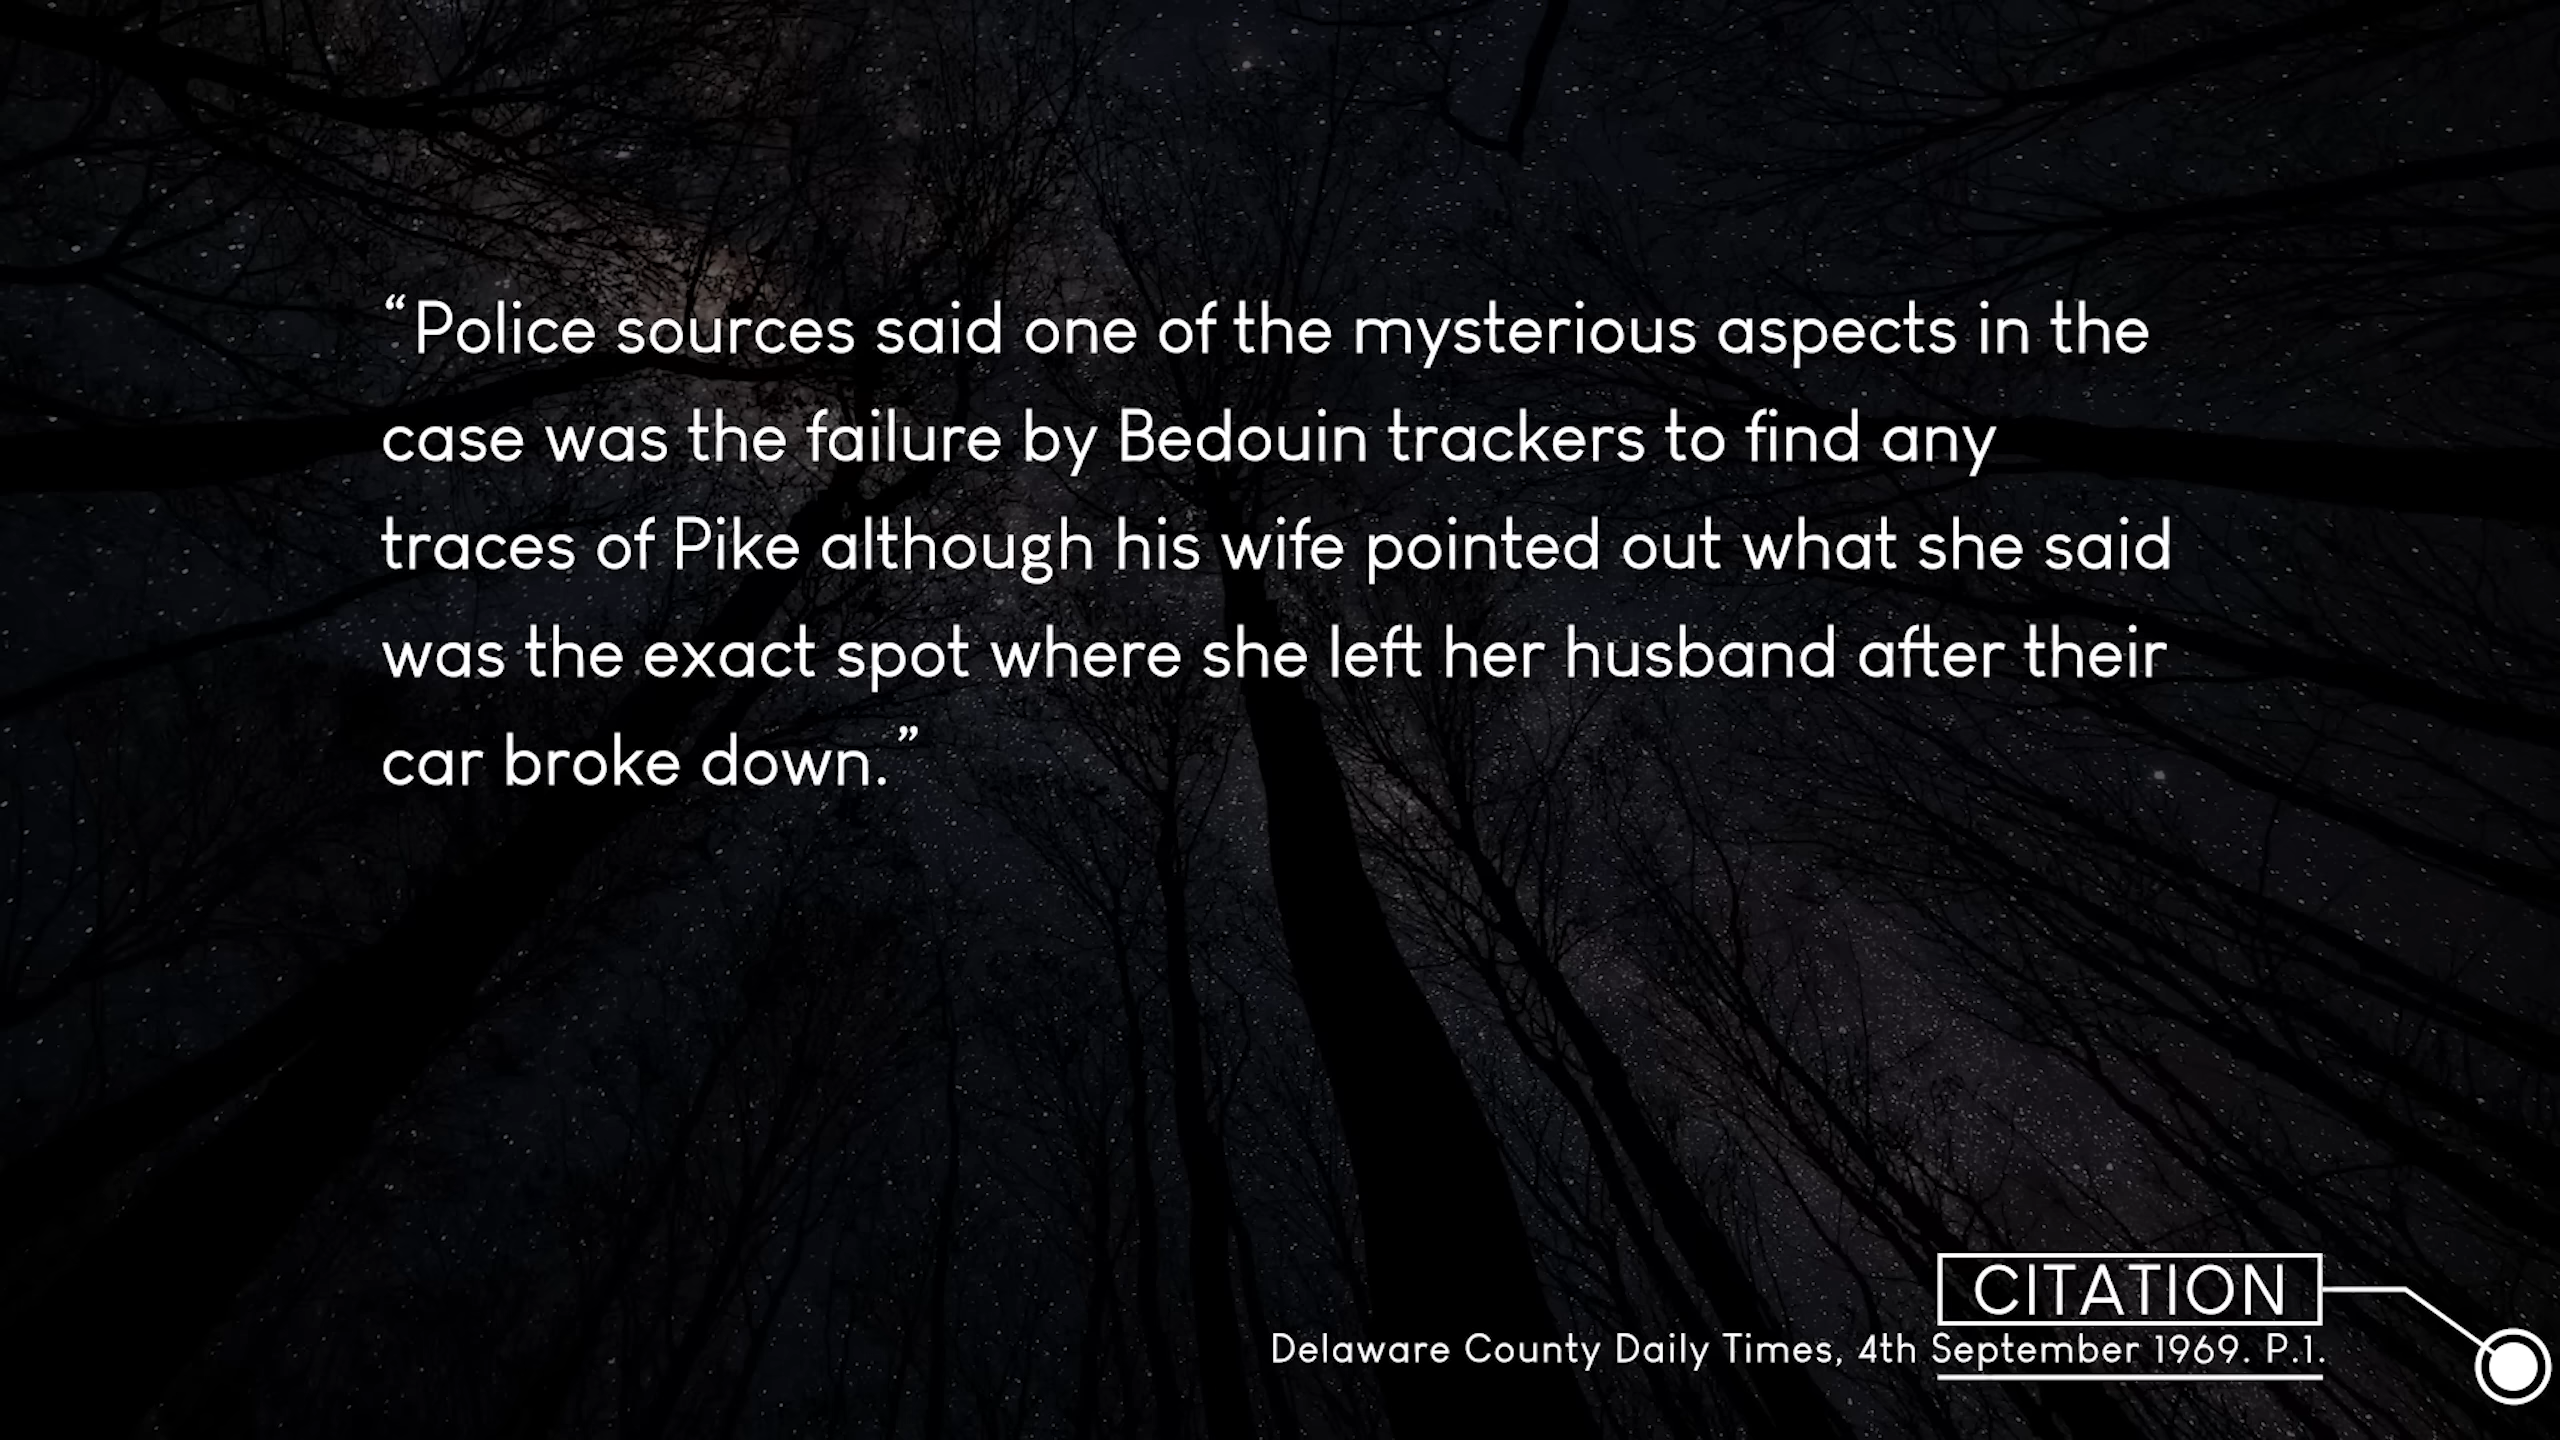 “Police sources said one of the mysterious aspects in the
case was the failure by Bedouin trackers to find any
traces of Pike although his wife pointed out what she said
was the exact spot where she left her husband after their
car broke down.”
CITATION
Delaware County Daily Times, 4th September 1969. P.1.